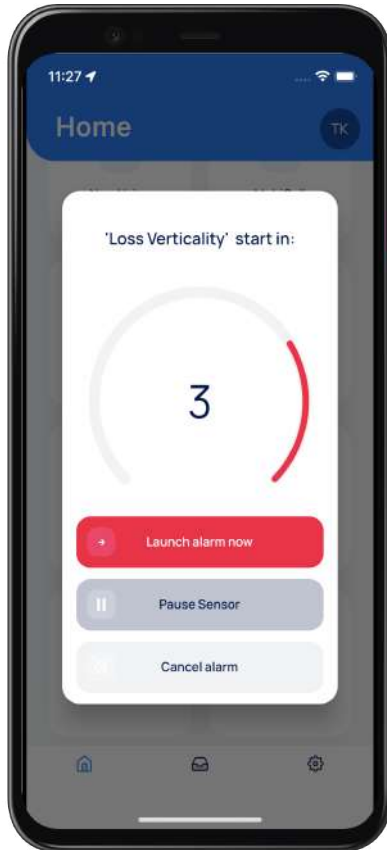 11:27
Home
TK
'Loss Verticality' start in:
3
Launch alarm now
Pause Sensor
Cancel alarm